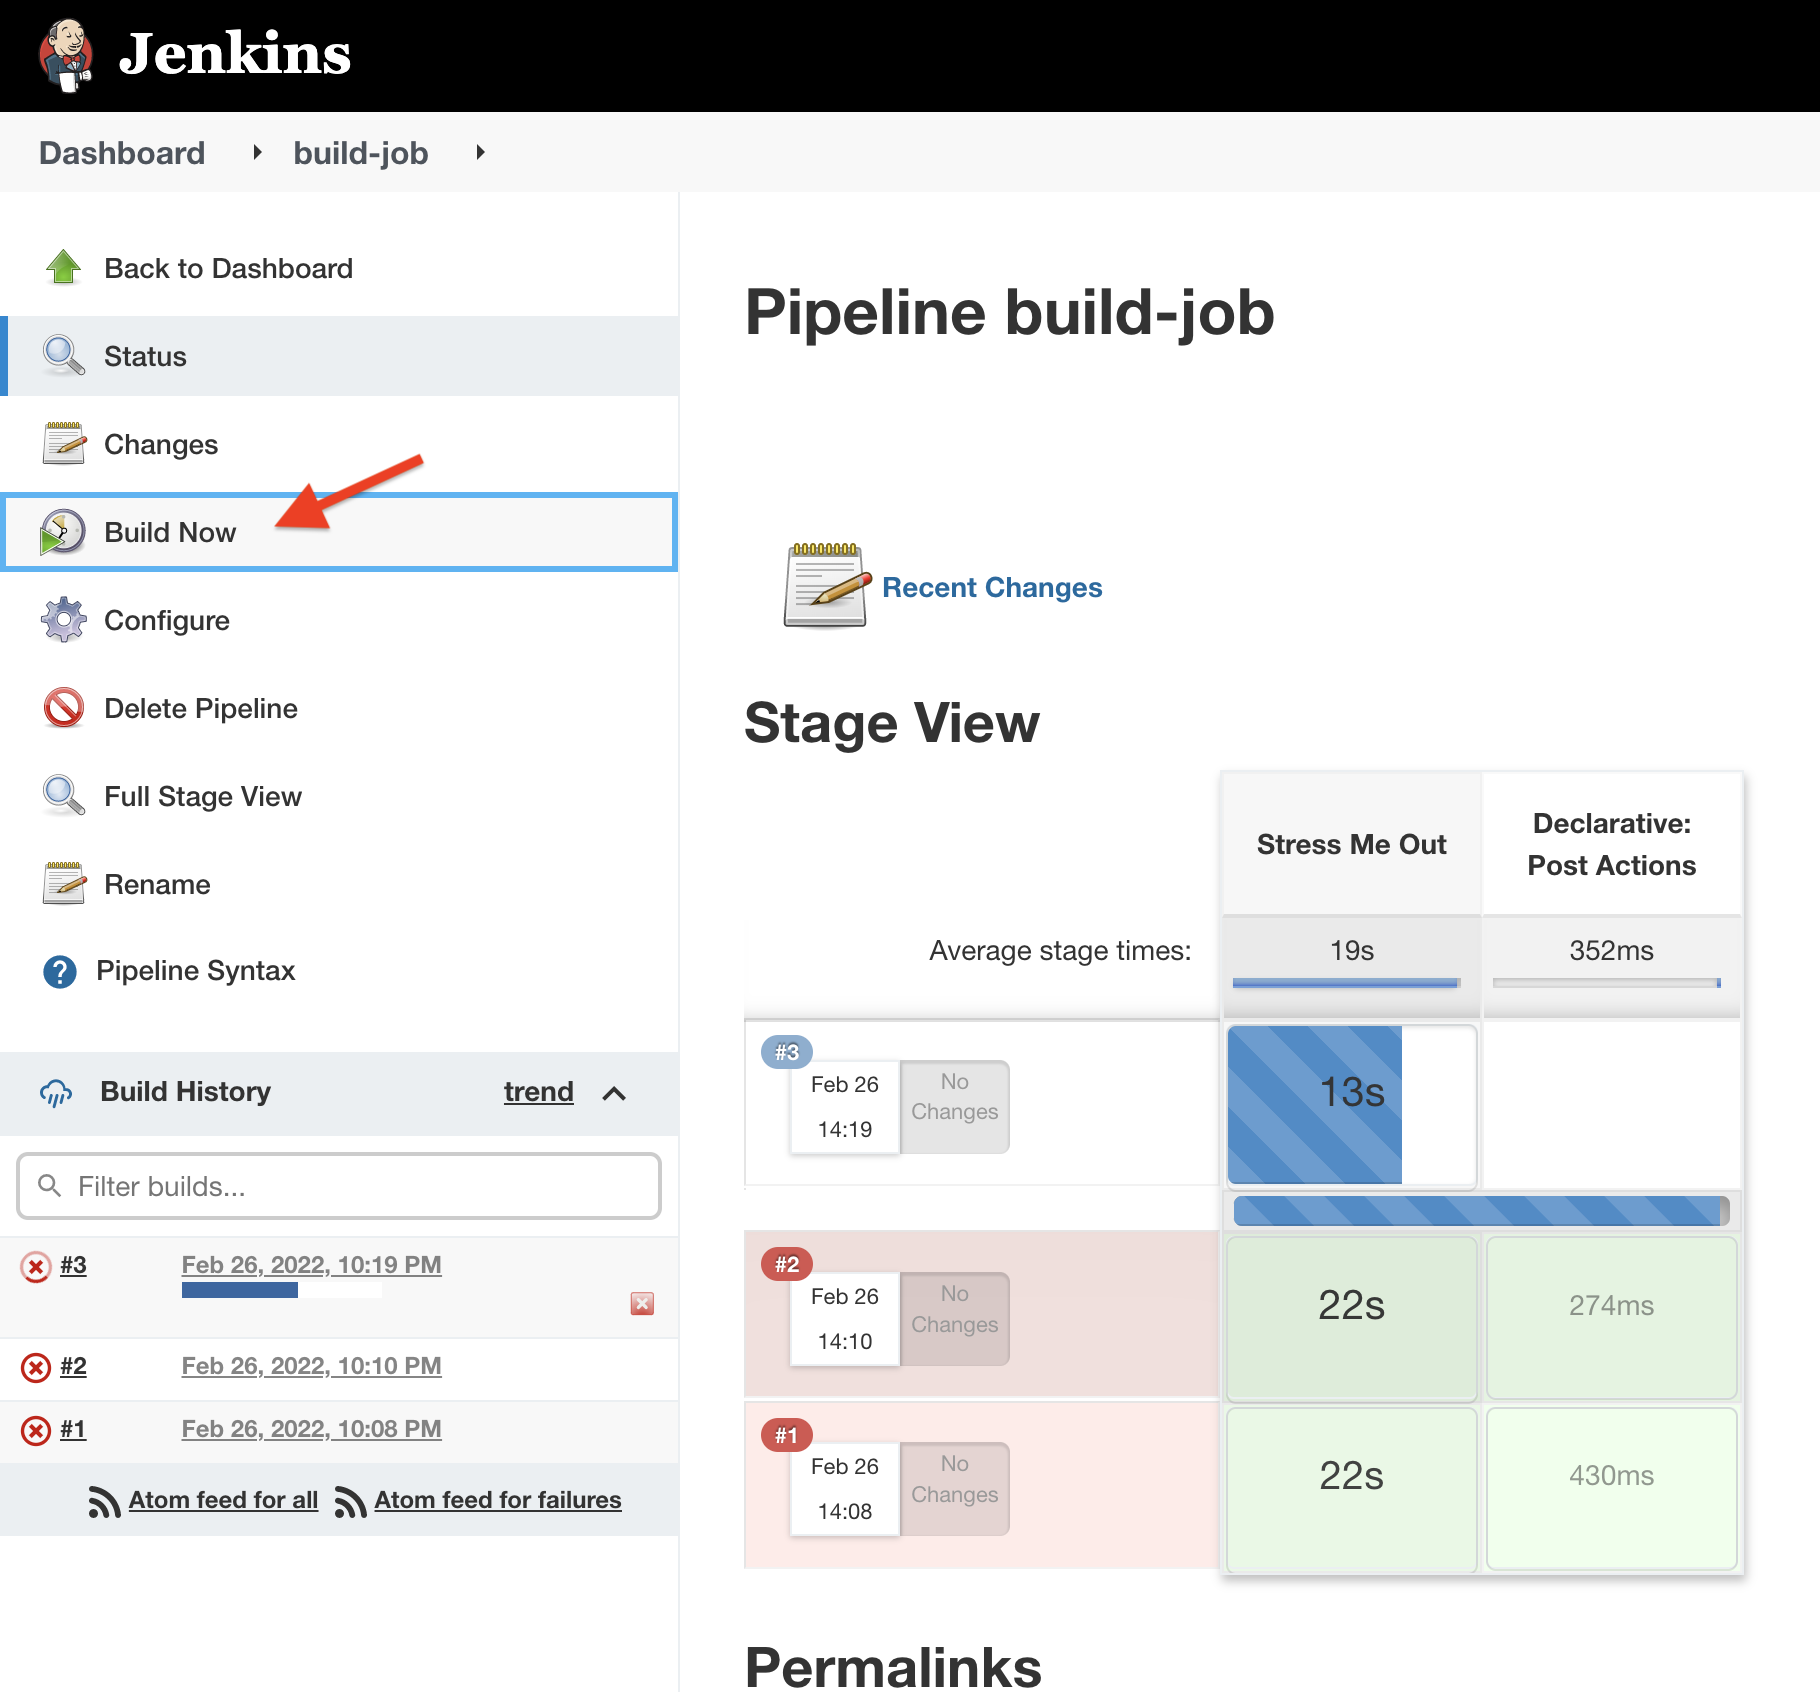 Jenkins
Dashboard
build-job
Back to Dashboard
Status
Changes
Build Now
Configure
Delete Pipeline
Full Stage View
Rename
? Pipeline Syntax
Build History
trend
Filter builds...
#3 Feb 26, 2022, 10:19 PM
#2 Feb 26, 2022, 10:10 PM
#1 Feb 26, 2022, 10:08 PM
Atom feed for all Atom feed for failures
Pipeline build-job
Recent Changes
Stage View
Stress Me Out
Declarative:
Post Actions
Average stage times:
19s
352ms
#3
Feb 26
14:19
No
Changes
13s
#2
Feb 26
14:10
No
Changes
22s
274ms
#1
Feb 26
14:08
No
Changes
22s
430ms
Permalinks